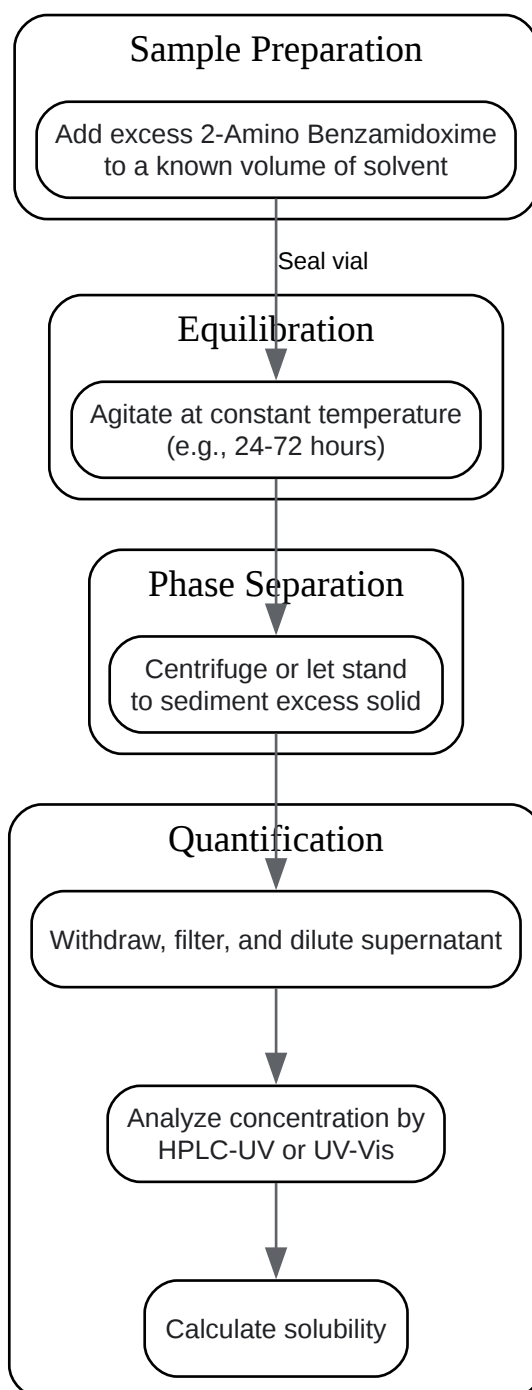 Sample Preparation
Add excess 2-Amino Benzamidoxime
to a known volume of solvent
Seal vial
Equilibration
Agitate at constant temperature
(e.g., 24-72 hours)
Phase Separation
Centrifuge or let stand
to sediment excess solid
Quantification
Withdraw, filter, and dilute supernatant
Analyze concentration by
HPLC-UV or UV-Vis
Calculate solubility